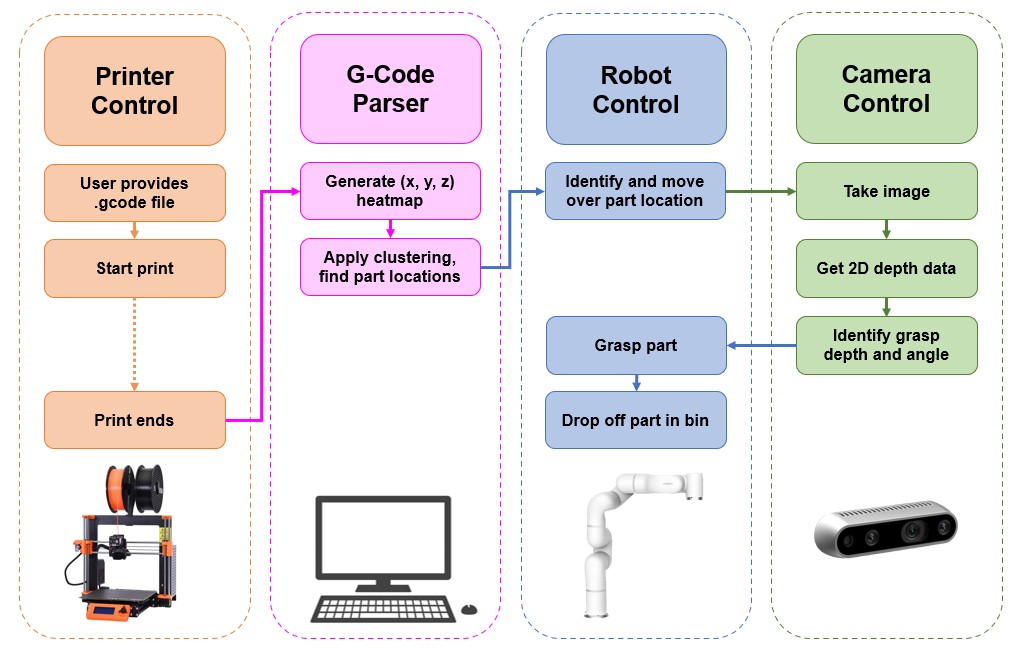 Printer
Control
G-Code
Parser
Robot
Control
Camera
Control
User provides
.gcode file
Start print
Print ends
Generate (x, y, z)
heatmap
Apply clustering,
find part locations
Identify and move
over part location
Grasp part
Drop off part in bin
Take image
Get 2D depth data
Identify grasp
depth and angle